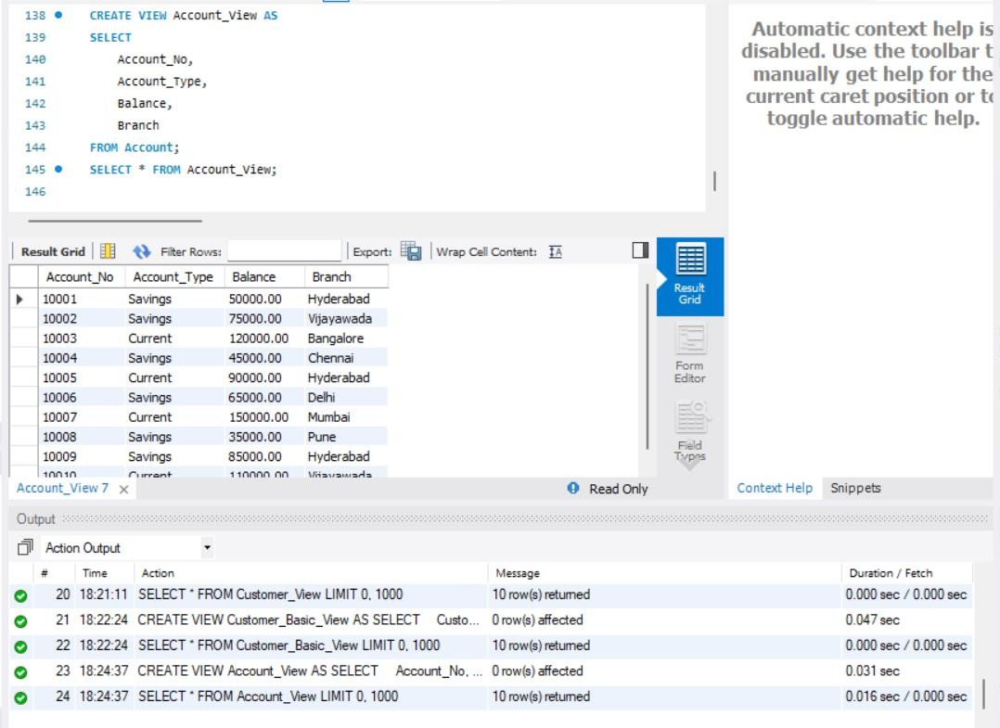 138 CREATE VIEW Account_View AS
139 SELECT
140 Account_No,
141 Account_Type,
142 Balance,
143 Branch
144 FROM Account;
145 SELECT * FROM Account_View;
146
Automatic context help is
disabled. Use the toolbar t
manually get help for the
current caret position or to
toggle automatic help.
Result Grid Filter Rows: Export: Wrap Cell Content:
Account_No Account_Type Balance Branch
10001 Savings 50000.00 Hyderabad
10002 Savings 75000.00 Vijayawada
10003 Current 120000.00 Bangalore
10004 Savings 45000.00 Chennai
10005 Current 90000.00 Hyderabad
10006 Savings 65000.00 Delhi
10007 Current 150000.00 Mumbai
10008 Savings 35000.00 Pune
10009 Savings 85000.00 Hyderabad
10010 Current 110000.00 Vijayawada
Result
Grid
Form
Editor
Field
Types
Account_View 7 Read Only
Context Help Snippets
Output
Action Output
# Time Action Message Duration / Fetch
20 18:21:11 SELECT * FROM Customer_View LIMIT 0, 1000 10 row(s) returned 0.000 sec / 0.000 sec
21 18:22:24 CREATE VIEW Customer_Basic_View AS SELECT Custo... 0 row(s) affected 0.047 sec
22 18:22:24 SELECT * FROM Customer_Basic_View LIMIT 0, 1000 10 row(s) returned 0.000 sec / 0.000 sec
23 18:24:37 CREATE VIEW Account_View AS SELECT Account_No, ... 0 row(s) affected 0.031 sec
24 18:24:37 SELECT * FROM Account_View LIMIT 0, 1000 10 row(s) returned 0.016 sec / 0.000 sec